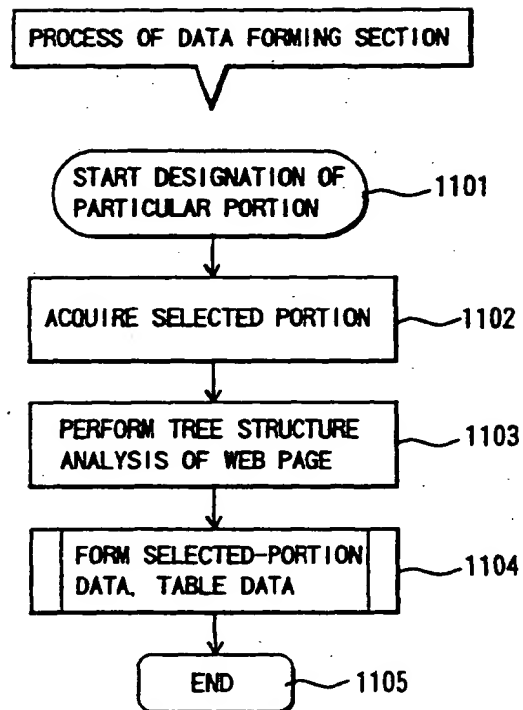 PROCESS OF DATA FORMING SECTION
START DESIGNATION OF
PARTICULAR PORTION
1101
ACQUIRE SELECTED PORTION
1102
PERFORM TREE STRUCTURE
ANALYSIS OF WEB PAGE
1103
FORM SELECTED-PORTION
DATA, TABLE DATA
1104
END
1105